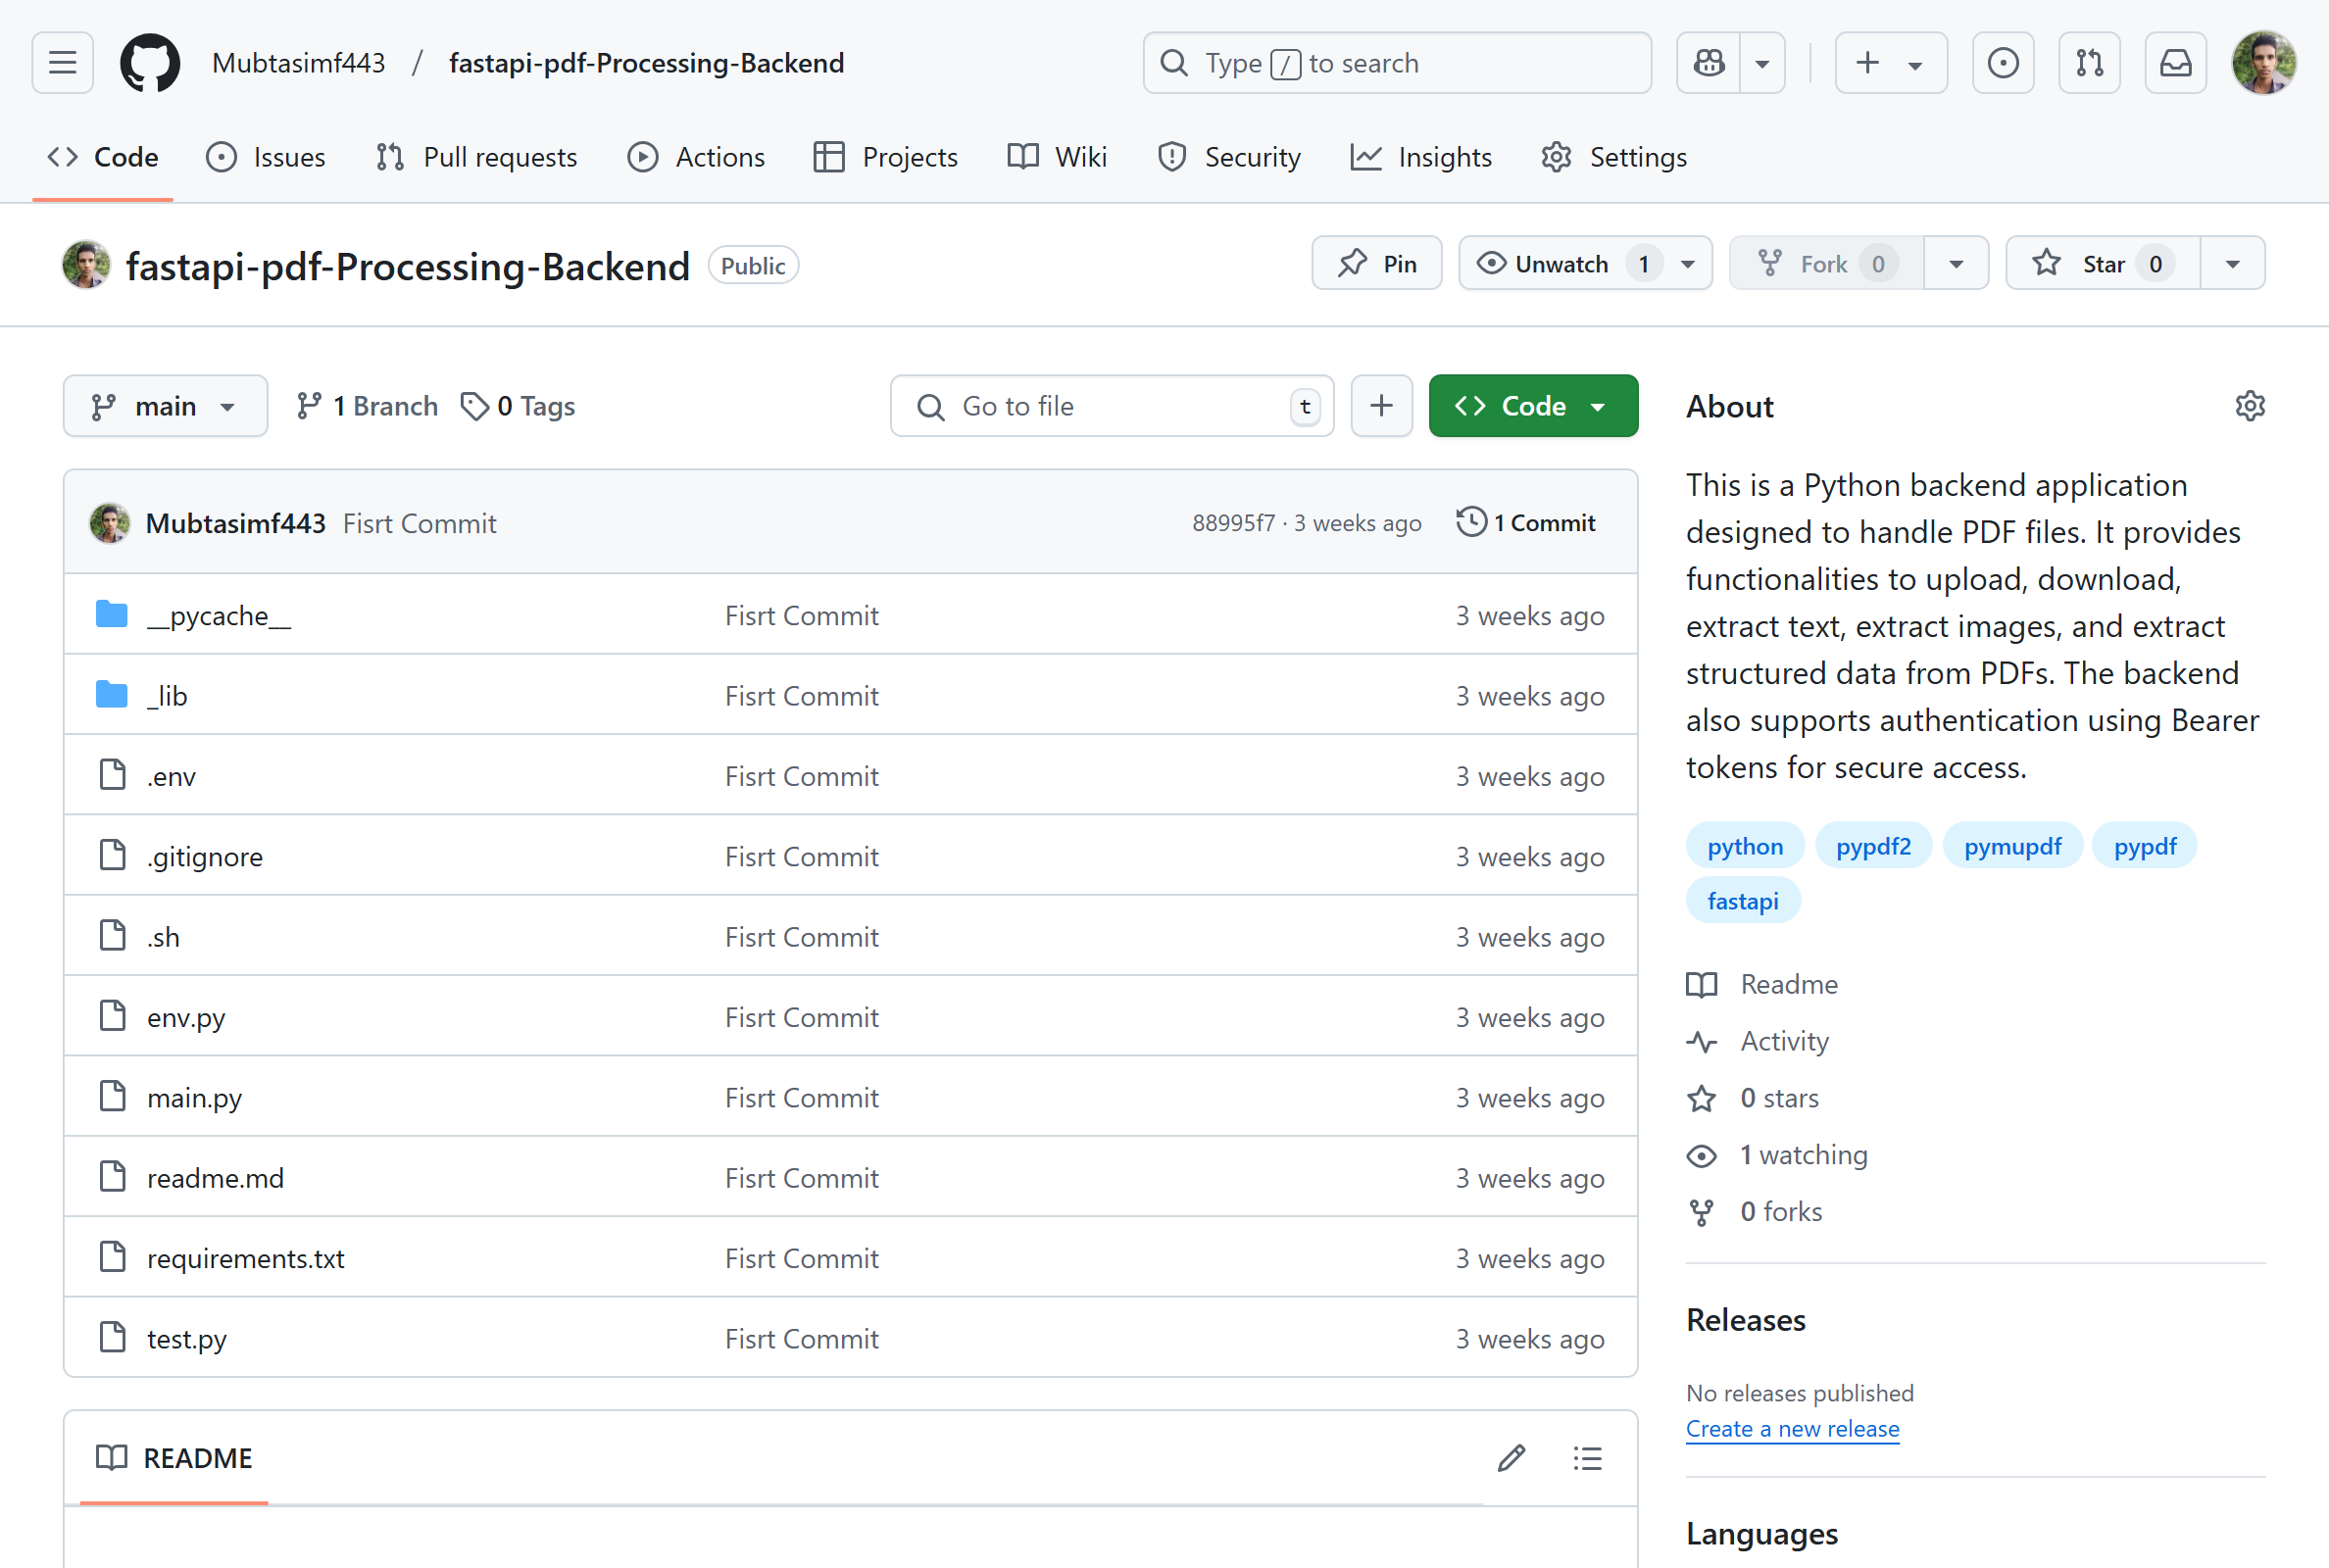 Mubtasimf443 / fastapi-pdf-Processing-Backend
Type / to search
Code Issues Pull requests Actions Projects Wiki Security Insights Settings
fastapi-pdf-Processing-Backend Public
Pin Unwatch 1 Fork 0 Star 0
main 1 Branch 0 Tags
Go to file t
Code
Mubtasimf443 Fisrt Commit 88995f7 · 3 weeks ago 1 Commit
__pycache__ Fisrt Commit 3 weeks ago
_lib Fisrt Commit 3 weeks ago
.env Fisrt Commit 3 weeks ago
.gitignore Fisrt Commit 3 weeks ago
.sh Fisrt Commit 3 weeks ago
env.py Fisrt Commit 3 weeks ago
main.py Fisrt Commit 3 weeks ago
readme.md Fisrt Commit 3 weeks ago
requirements.txt Fisrt Commit 3 weeks ago
test.py Fisrt Commit 3 weeks ago
README
About
This is a Python backend application
designed to handle PDF files. It provides
functionalities to upload, download,
extract text, extract images, and extract
structured data from PDFs. The backend
also supports authentication using Bearer
tokens for secure access.
python pypdf2 pymupdf pypdf
fastapi
Readme
Activity
0 stars
1 watching
0 forks
Releases
No releases published
Create a new release
Languages